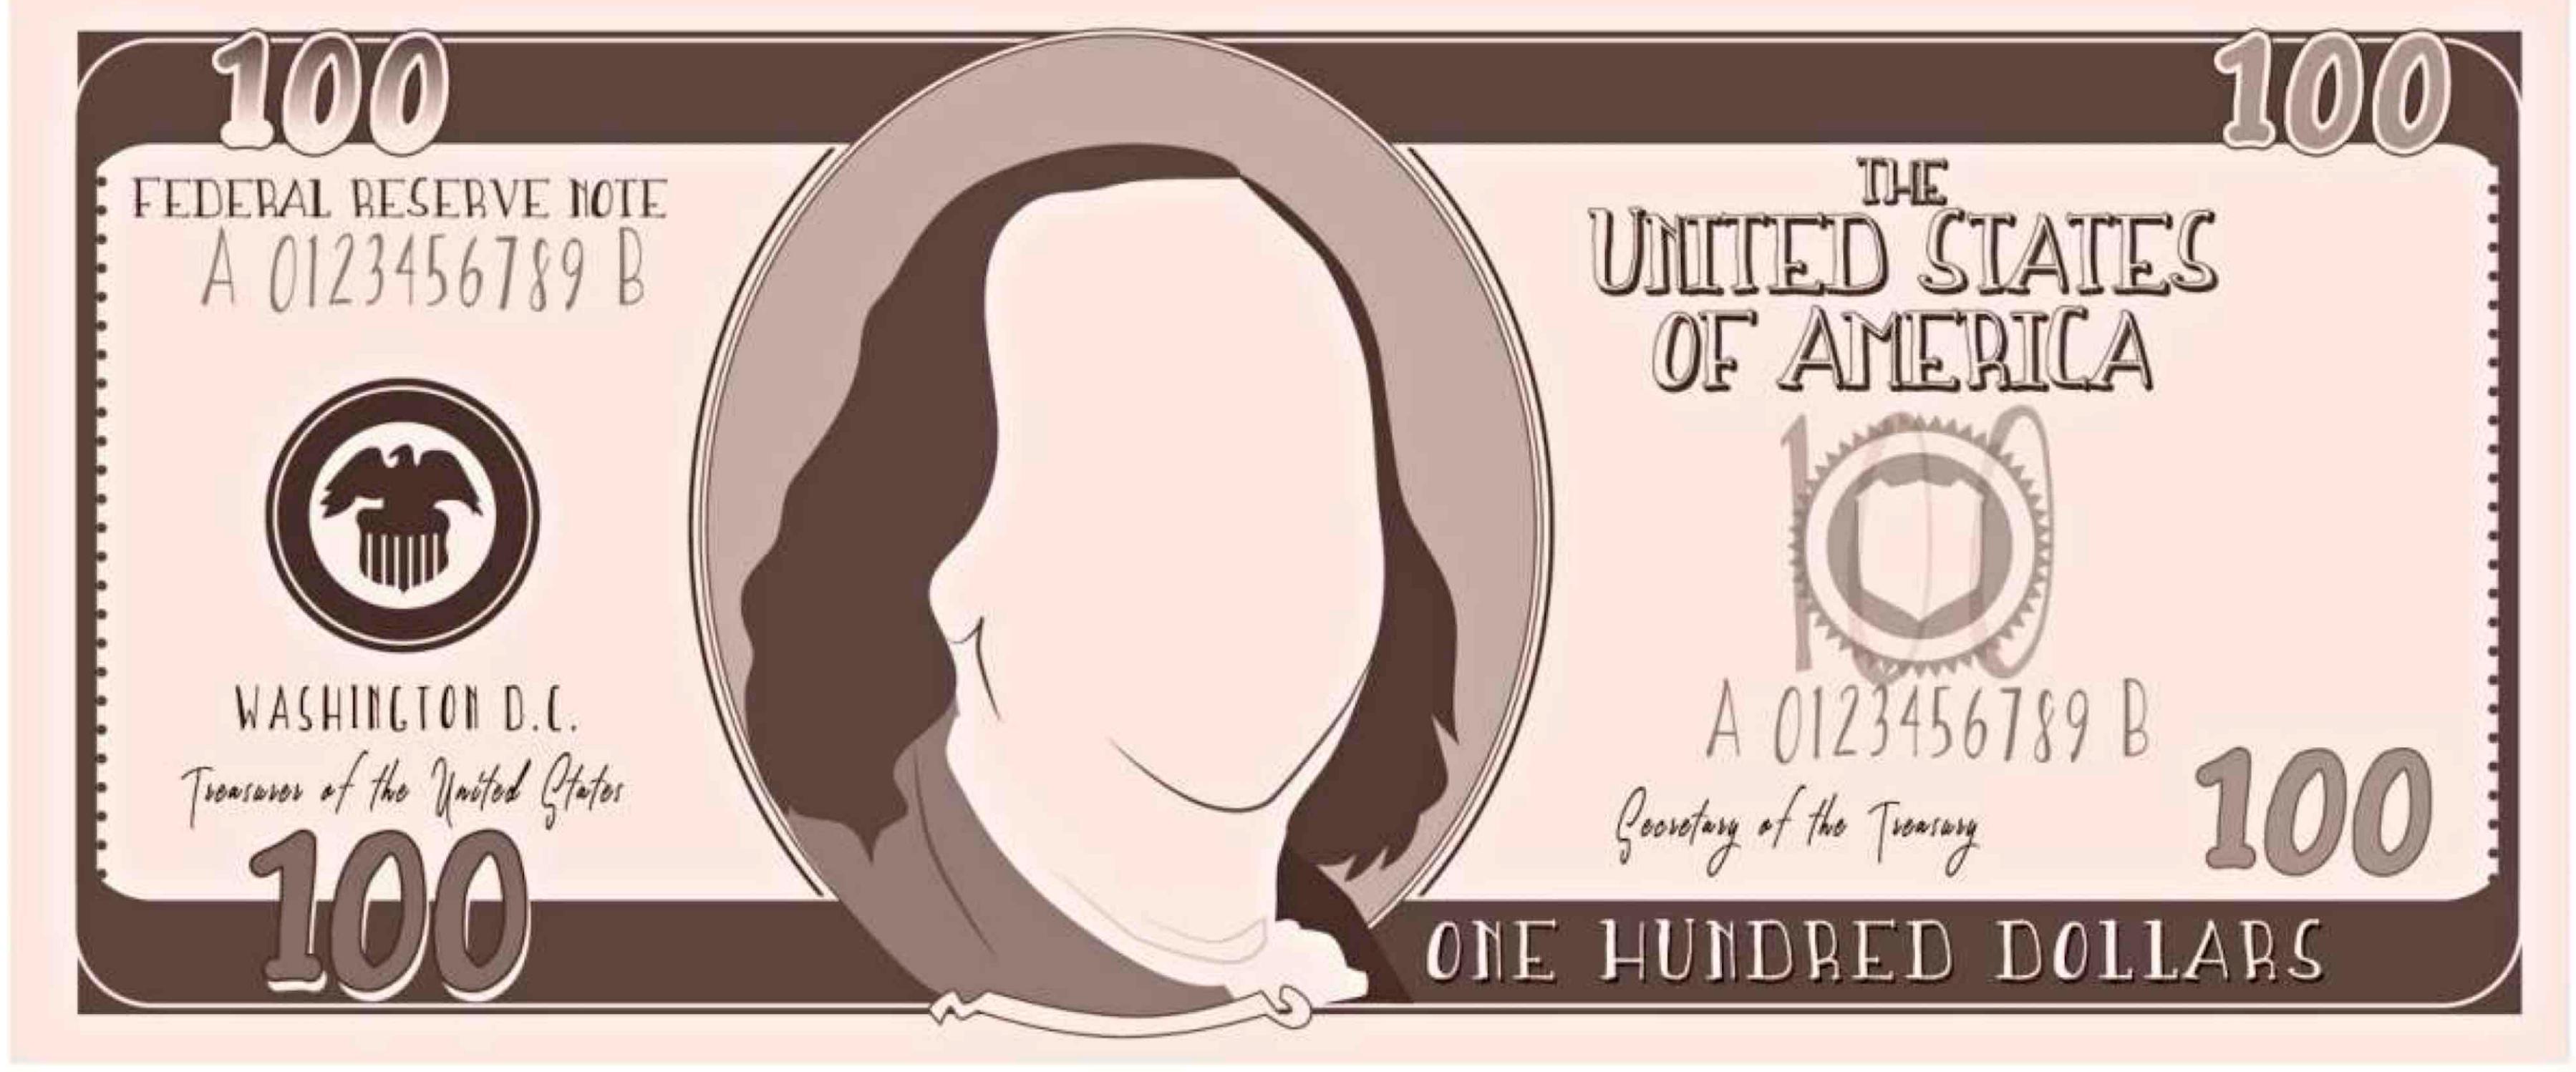 100
100
FEDERAL RESERVE NOTE
A 0123456789 B
THE
UNITED STATES
OF AMERICA
100
WASHINGTON D.C.
Treasurer of the United States
100
A 0123456789 B
Secretary of the Treasury
100
ONE HUNDRED DOLLARS